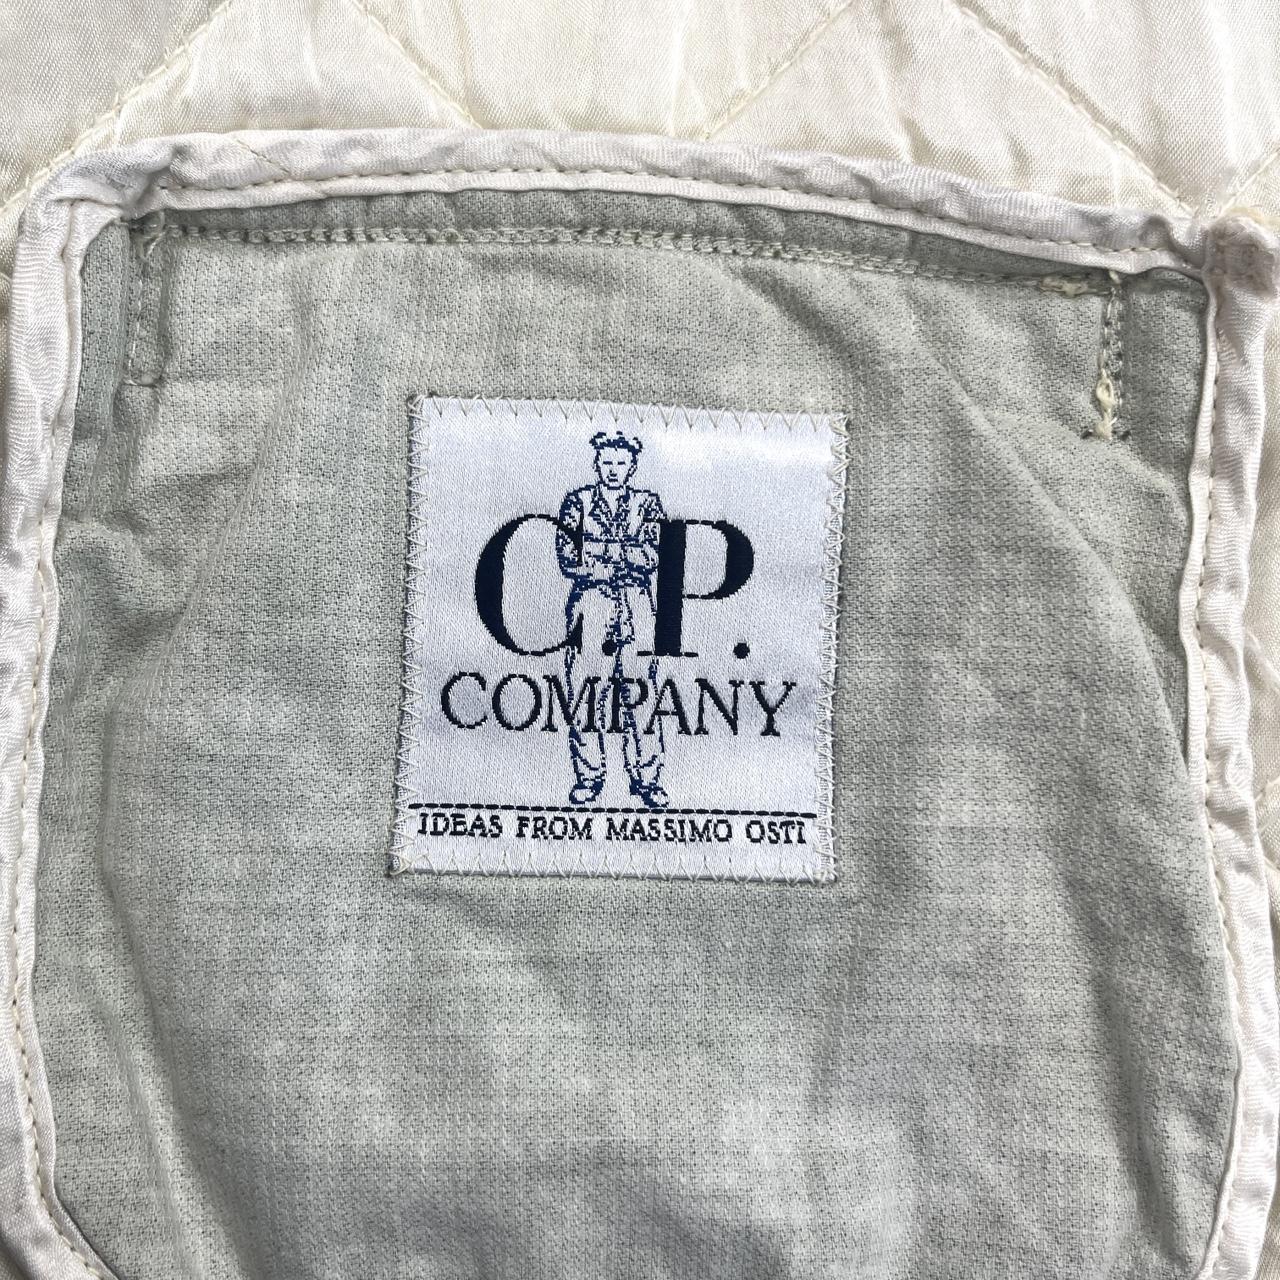 C.P.
COMPANY
IDEAS FROM MASSIMO OSTI